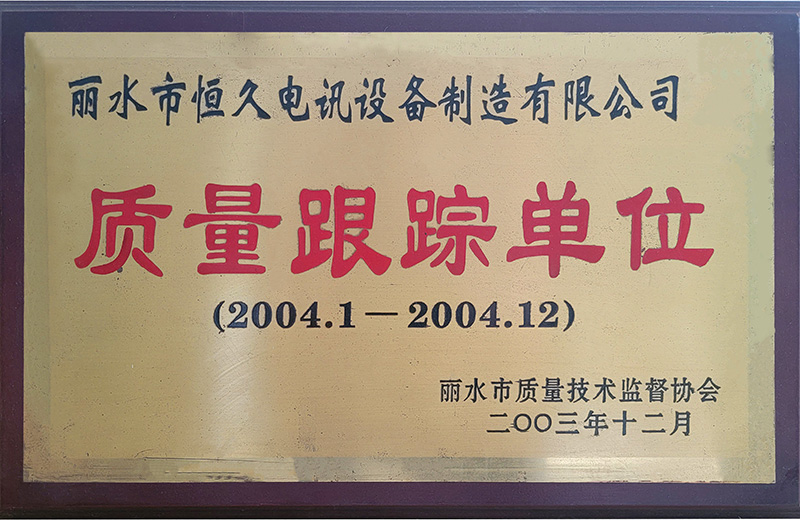 丽水市恒久电讯设备制造有限公司
质量跟踪单位
(2004.1－2004.12)
丽水市质量技术监督协会
二〇〇三年十二月